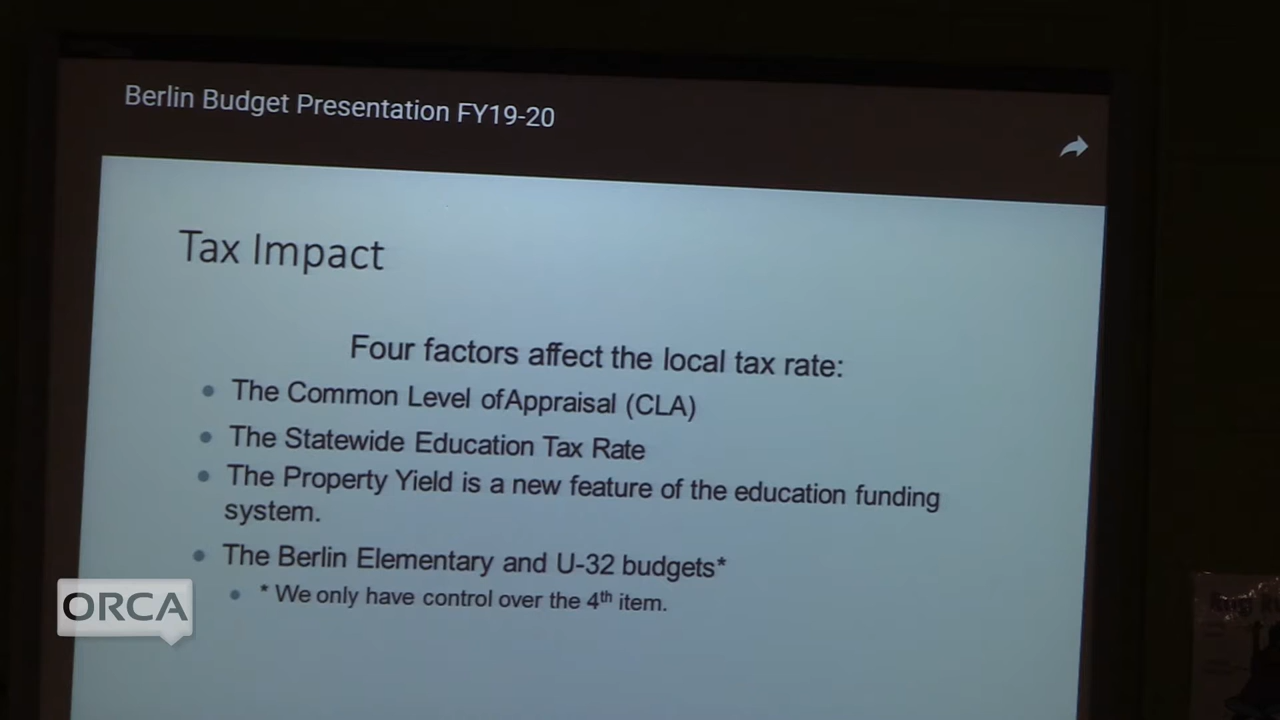 Berlin Budget Presentation FY19-20
Tax Impact
Four factors affect the local tax rate:
• The Common Level ofAppraisal (CLA)
• The Statewide Education Tax Rate
• The Property Yield is a new feature of the education funding
system.
• The Berlin Elementary and U-32 budgets*
• * We only have control over the 4th item.
ORCA